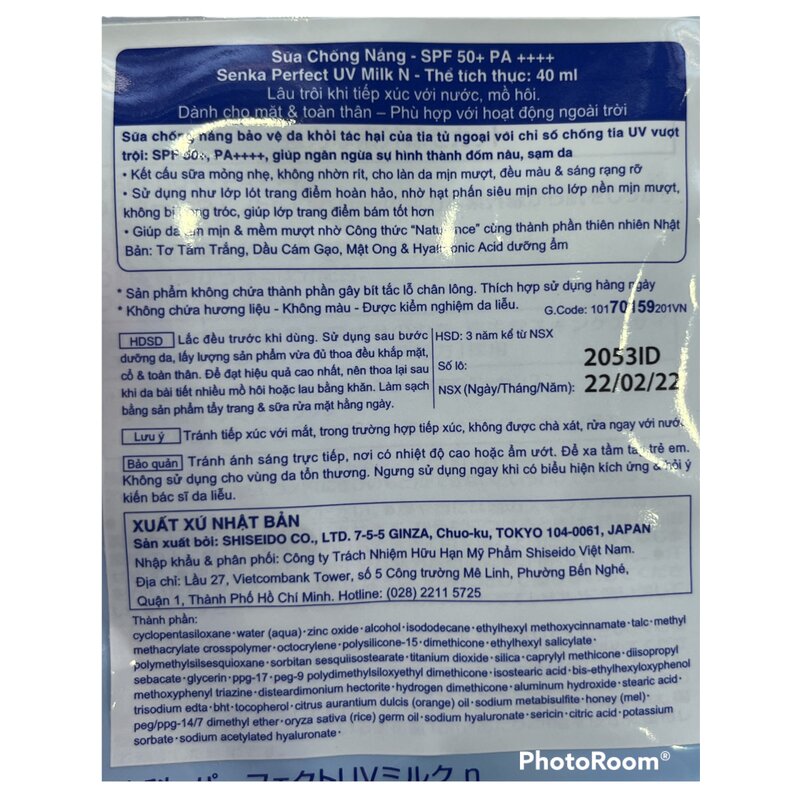 Sữa Chống Nắng - SPF 50+ PA ++++
Senka Perfect UV Milk N - Thể tích thực: 40 ml
Lâu trôi khi tiếp xúc với nước, mồ hôi.
Dành cho mặt & toàn thân – Phù hợp với hoạt động ngoài trời
Sữa chống nắng bảo vệ da khỏi tác hại của tia tử ngoại với chỉ số chống tia UV vượt
trội: SPF 50+, PA++++, giúp ngăn ngừa sự hình thành đốm nâu, sạm da
• Kết cấu sữa mỏng nhẹ, không nhờn rít, cho làn da mịn mượt, đều màu & sáng rạng rỡ
• Sử dụng như lớp lót trang điểm hoàn hảo, nhờ hạt phấn siêu mịn cho lớp nền mịn mượt,
không bị bong tróc, giúp lớp trang điểm bám tốt hơn
• Giúp da ẩm mịn & mềm mượt nhờ Công thức cùng thành phần thiên nhiên Nhật
Bản: Tơ Tằm Trắng, Dầu Cám Gạo, Mật Ong & Hyaluronic Acid dưỡng ẩm
* Sản phẩm không chứa thành phần gây bít tắc lỗ chân lông. Thích hợp sử dụng hàng ngày
* Không chứa hương liệu - Không màu - Được kiểm nghiệm da liễu.
G.Code: 10170159201VN
HDSD Lắc đều trước khi dùng. Sử dụng sau bước
dưỡng da, lấy lượng sản phẩm vừa đủ thoa đều khắp mặt,
cổ & toàn thân. Để đạt hiệu quả cao nhất, nên thoa lại sau
khi da bài tiết nhiều mồ hôi hoặc lau bằng khăn. Làm sạch
bằng sản phẩm tẩy trang & sữa rửa mặt hằng ngày.
HSD: 3 năm kể từ NSX
Số lô: 2053ID
NSX (Ngày/Tháng/Năm): 22/02/22
Lưu ý Tránh tiếp xúc với mắt, trong trường hợp tiếp xúc, không được chà xát, rửa ngay với nước
Bảo quản Tránh ánh sáng trực tiếp, nơi có nhiệt độ cao hoặc ẩm ướt. Để xa tầm tay trẻ em.
Không sử dụng cho vùng da tổn thương. Ngưng sử dụng ngay khi có biểu hiện kích ứng & hỏi ý
kiến bác sĩ da liễu.
XUẤT XỨ NHẬT BẢN
Sản xuất bởi: SHISEIDO CO., LTD. 7-5-5 GINZA, Chuo-ku, TOKYO 104-0061, JAPAN
Nhập khẩu & phân phối: Công ty Trách Nhiệm Hữu Hạn Mỹ Phẩm Shiseido Việt Nam.
Địa chỉ: Lầu 27, Vietcombank Tower, số 5 Công trường Mê Linh, Phường Bến Nghé,
Quận 1, Thành Phố Hồ Chí Minh. Hotline: (028) 2211 5725
Thành phần:
cyclopentasiloxane · water (aqua) · zinc oxide · alcohol · isododecane · ethylhexyl methoxycinnamate · talc · methyl
methacrylate crosspolymer · octocrylene · polysilicone-15 · dimethicone · ethylhexyl salicylate ·
polymethylsilsesquioxane · sorbitan sesquiisostearate · titanium dioxide · silica · caprylyl methicone · diisopropyl
sebacate · glycerin · ppg-17 · peg-9 polydimethylsiloxyethyl dimethicone · isostearic acid · bis-ethylhexyloxyphenol
methoxyphenyl triazine · disteardimonium hectorite · hydrogen dimethicone · aluminum hydroxide · stearic acid ·
trisodium edta · bht · tocopherol · citrus aurantium dulcis (orange) oil · sodium metabisulfite · honey (mel) ·
peg/ppg-14/7 dimethyl ether · oryza sativa (rice) germ oil · sodium hyaluronate · sericin · citric acid · potassium
sorbate · sodium acetylated hyaluronate ·
PhotoRoom®
パーフェクトUVミルク n